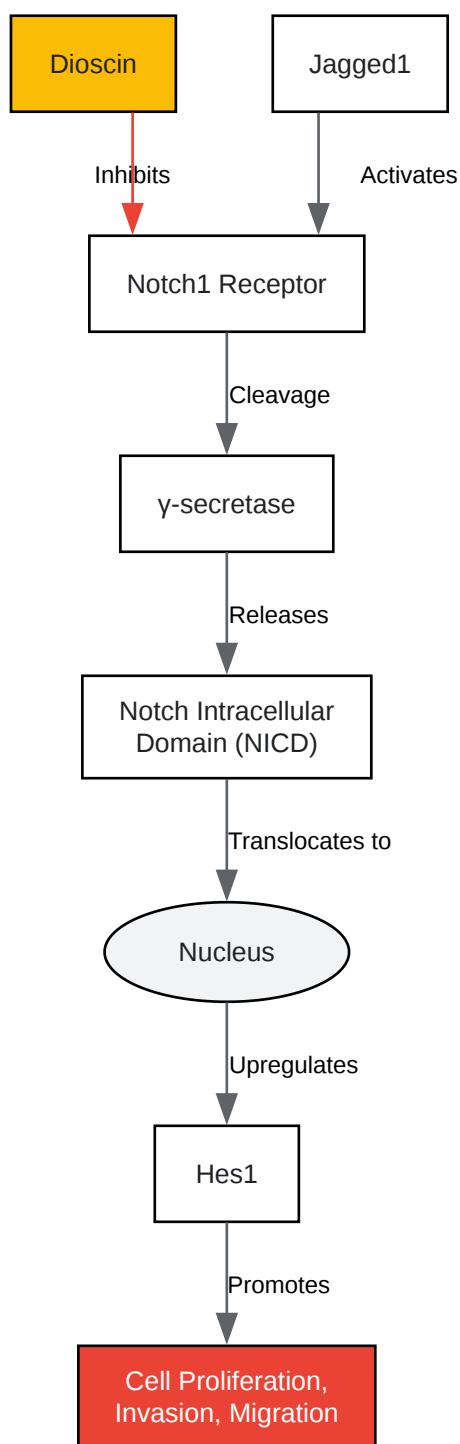 Dioscin
Jagged1
Inhibits
Activates
Notch1 Receptor
Cleavage
γ-secretase
Releases
Notch Intracellular
Domain (NICD)
Translocates to
Nucleus
Upregulates
Hes1
Promotes
Cell Proliferation,
Invasion, Migration